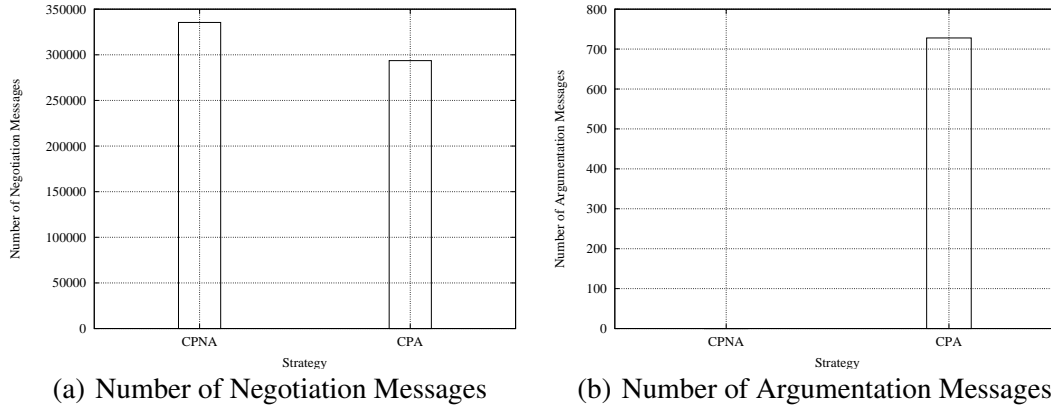 350000
300000
250000
200000
150000
100000
50000
0
Number of Negotiation Messages
CPNA
CPA
Strategy
(a) Number of Negotiation Messages
800
700
600
500
400
300
200
100
0
Number of Argumentation Messages
CPNA
CPA
Strategy
(b) Number of Argumentation Messages